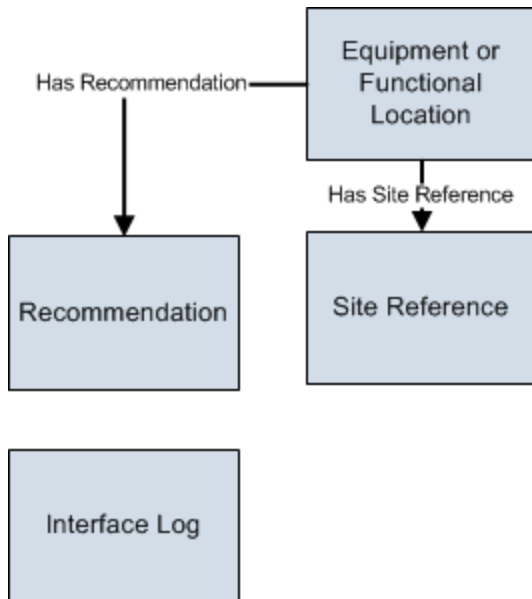 Equipment or
Functional
Location
Has Recommendation
Has Site Reference
Recommendation
Site Reference
Interface Log